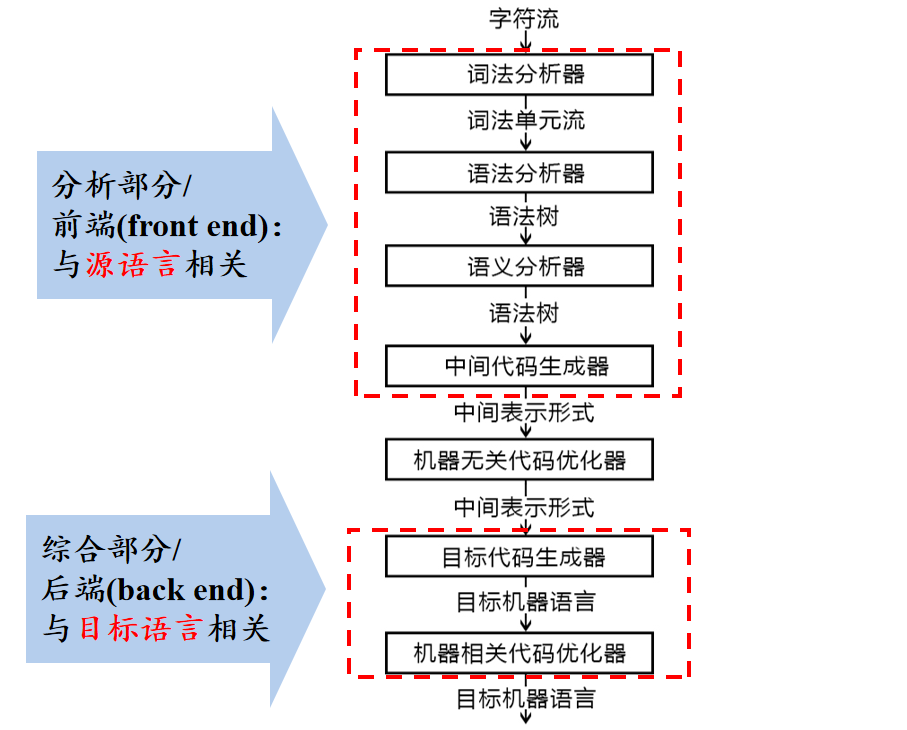 字符流
词法分析器
词法单元流
语法分析器
语法树
语义分析器
语法树
中间代码生成器
中间表示形式
机器无关代码优化器
中间表示形式
目标代码生成器
目标机器语言
机器相关代码优化器
目标机器语言
分析部分/
前端(front end):
与源语言相关
综合部分/
后端(back end):
与目标语言相关